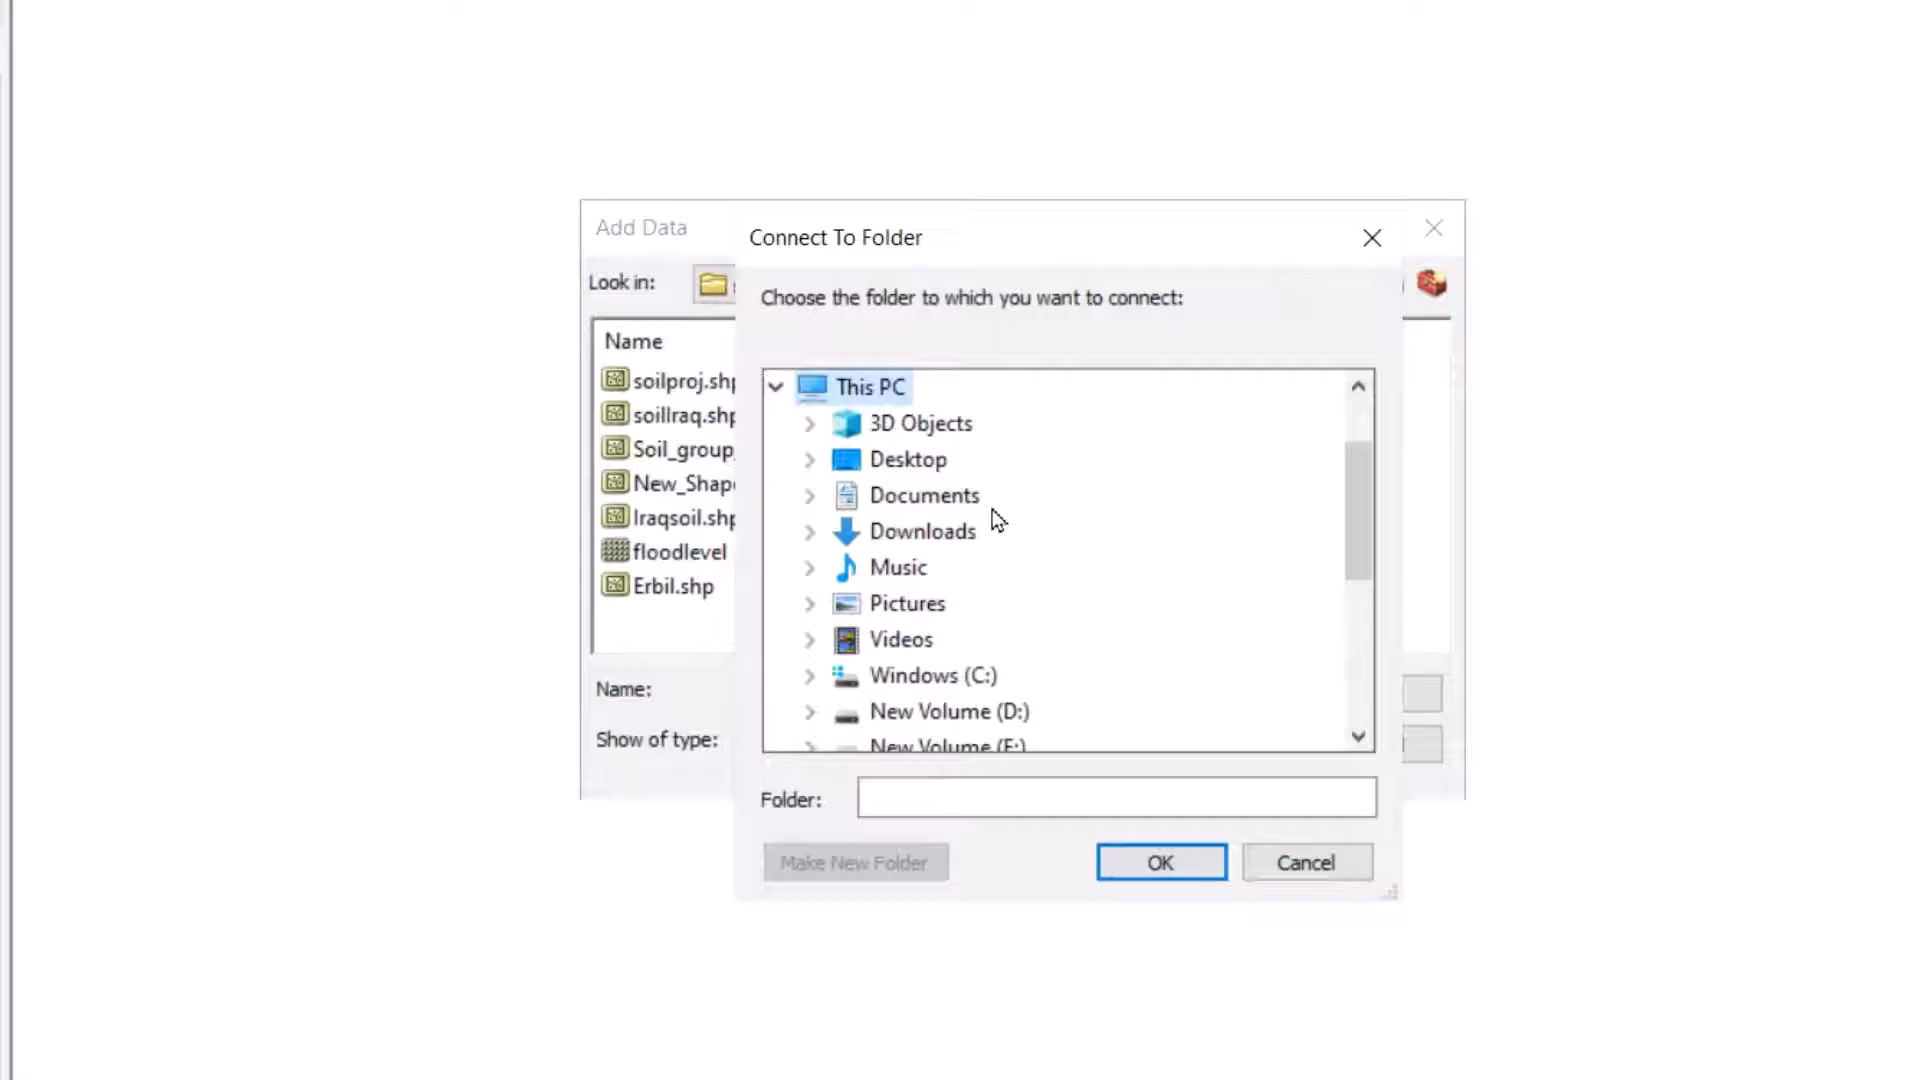 Add Data
Connect To Folder
Look in:
Choose the folder to which you want to connect:
Name
soilproj.shp
soilIraq.shp
Soil_group
New_Shap
Iraqsoil.shp
floodlevel
Erbil.shp
This PC
3D Objects
Desktop
Documents
Downloads
Music
Pictures
Videos
Windows (C:)
New Volume (D:)
New Volume
Name:
Show of type:
Folder:
Make New Folder
OK
Cancel